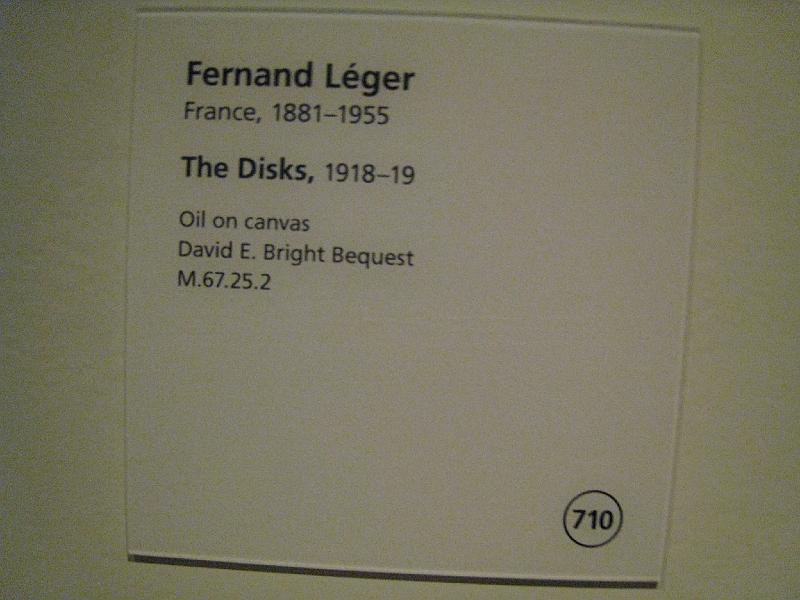 Fernand Léger
France, 1881–1955
The Disks, 1918–19
Oil on canvas
David E. Bright Bequest
M.67.25.2
710